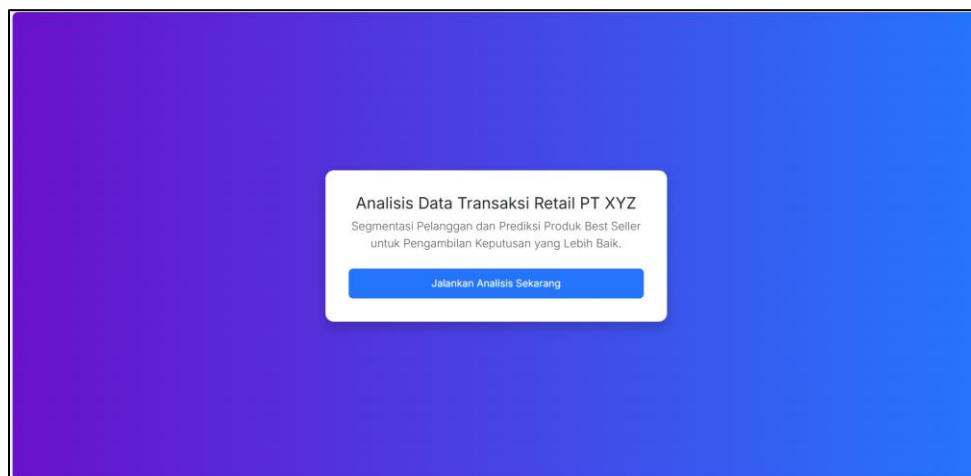 Analisis Data Transaksi Retail PT XYZ
Segmentasi Pelanggan dan Prediksi Produk Best Seller
untuk Pengambilan Keputusan yang Lebih Baik.
Jalankan Analisis Sekarang